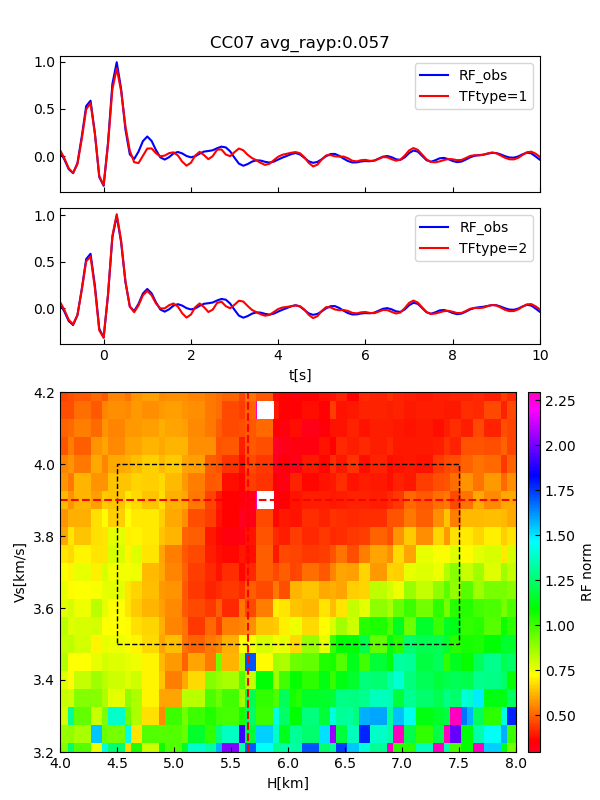 CC07 avg_rayp:0.057
1.0
0.5
0.0
RF_obs
TFtype=1
1.0
0.5
0.0
RF_obs
TFtype=2
0 2 4 6 8 10
t[s]
4.2
4.0
3.8
3.6
3.4
3.2
Vs[km/s]
4.0 4.5 5.0 5.5 6.0 6.5 7.0 7.5 8.0
H[km]
2.25
2.00
1.75
1.50
1.25
1.00
0.75
0.50
RF norm